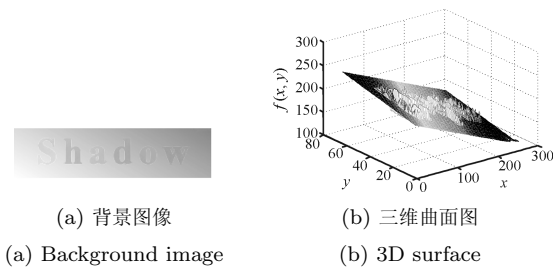 Shadow
300
250
200
150
100
f(x, y)
80
60
40
20
0
y
0
100
200
300
x
(a) 背景图像
(b) 三维曲面图
(a) Background image
(b) 3D surface